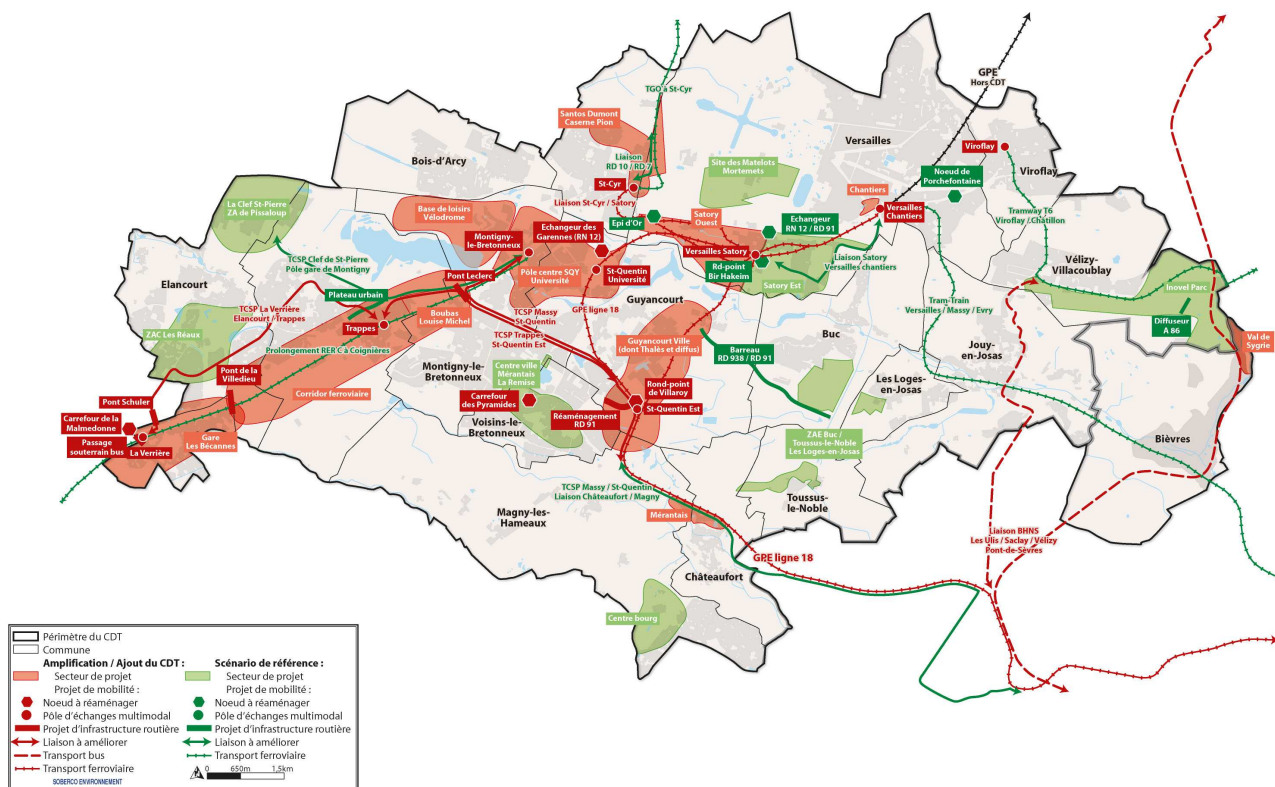 GPE
Hors CDT
TGO à St-Cyr
Santos Dumont
Caserne Pion
Versailles
Viroflay
Bois-d'Arcy
Liaison
RD 10 / RD 7
Site des Matelots
Mortemets
Noeud de
Porchefontaine
Viroflay
La Clef St-Pierre
ZA de Pissaloup
St-Cyr
Chantiers
Liaison St-Cyr / Satory
Base de loisirs
Vélodrome
Epi d'Or
Satory
Ouest
Echangeur
RN 12 / RD 91
Versailles
Chantiers
Tramway T6
Viroflay / Châtillon
Montigny-
le-Bretonneux
Echangeur des
Garennes (RN 12)
Versailles Satory
Vélizy-
Villacoublay
TCSP Clef de St-Pierre
Pôle gare de Montigny
Pont Leclerc
Pôle centre SQY
Université
St-Quentin
Université
Rd-point
Bir Hakeim
Liaison Satory
Versailles chantiers
Elancourt
Plateau urbain
Satory Est
Inovel Parc
TCSP La Verrière
Elancourt / Trappes
Guyancourt
GPE ligne 18
Tram-Train
Versailles / Massy / Evry
Diffuseur
A 86
Trappes
Boubas
Louise Michel
TCSP Massy
St-Quentin
TCSP Trappes
St-Quentin Est
Buc
ZAC Les Réaux
Val de
Sygrie
Prolongement RER C à Coignières
Guyancourt Ville
(dont Thalès et diffus)
Barreau
RD 938 / RD 91
Jouy-
en-Josas
Montigny-le-
Bretonneux
Centre ville
Mérantais
La Remise
Les Loges-
en-Josas
Pont de la
Villedieu
Corridor ferroviaire
Carrefour
des Pyramides
Rond-point
de Villaroy
St-Quentin Est
Pont Schuler
Réaménagement
RD 91
Carrefour de la
Malmedonne
Voisins-le-
Bretonneux
Gare
Les Bécannes
ZAE Buc /
Toussus-le-Noble
Les Loges-en-Josas
Bièvres
Passage
souterrain bus
La Verrière
TCSP Massy / St-Quentin
Liaison Châteaufort / Magny
Toussus-
le-Noble
Magny-les-
Hameaux
Mérantais
Liaison BHNS
Les Ulis / Saclay / Vélizy
Pont-de-Sèvres
GPE ligne 18
Châteaufort
Centre bourg
Périmètre du CDT
Commune
Amplification / Ajout du CDT :
Secteur de projet
Projet de mobilité :
Noeud à réaménager
Pôle d'échanges multimodal
Projet d'infrastructure routière
Liaison à améliorer
Transport bus
Transport ferroviaire
Scénario de référence :
Secteur de projet
Projet de mobilité :
Noeud à réaménager
Pôle d'échanges multimodal
Projet d'infrastructure routière
Liaison à améliorer
Transport ferroviaire
0 650m 1,5km
SOBERCO ENVIRONNEMENT